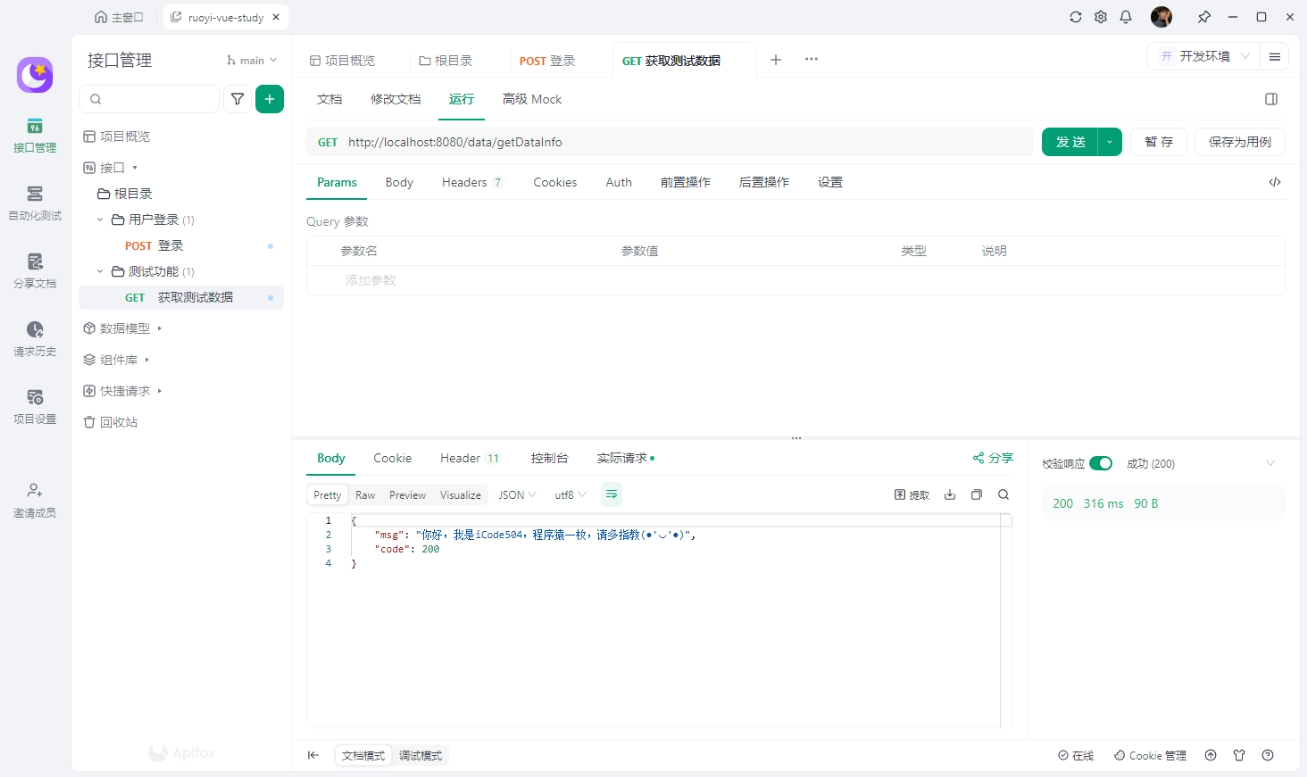 主窗口
ruoyi-vue-study
接口管理
main
项目概览
根目录
POST 登录
GET 获取测试数据
开 开发环境
接口管理
自动化测试
分享文档
请求历史
项目设置
邀请成员
项目概览
接口
根目录
用户登录 (1)
POST 登录
测试功能 (1)
GET 获取测试数据
数据模型
组件库
快捷请求
回收站
Apifox
文档 修改文档 运行 高级 Mock
GET http://localhost:8080/data/getDataInfo
发送
暂存
保存为用例
Params Body Headers 7 Cookies Auth 前置操作 后置操作 设置
Query 参数
参数名 参数值 类型 说明
添加参数
Body Cookie Header 11 控制台 实际请求
分享
Pretty Raw Preview Visualize JSON utf8
提取
1 {
2 "msg": "你好，我是iCode504，程序猿一枚，请多指教(●'◡'●)",
3 "code": 200
4 }
校验响应 成功 (200)
200 316 ms 90 B
文档模式 调试模式
在线 Cookie 管理